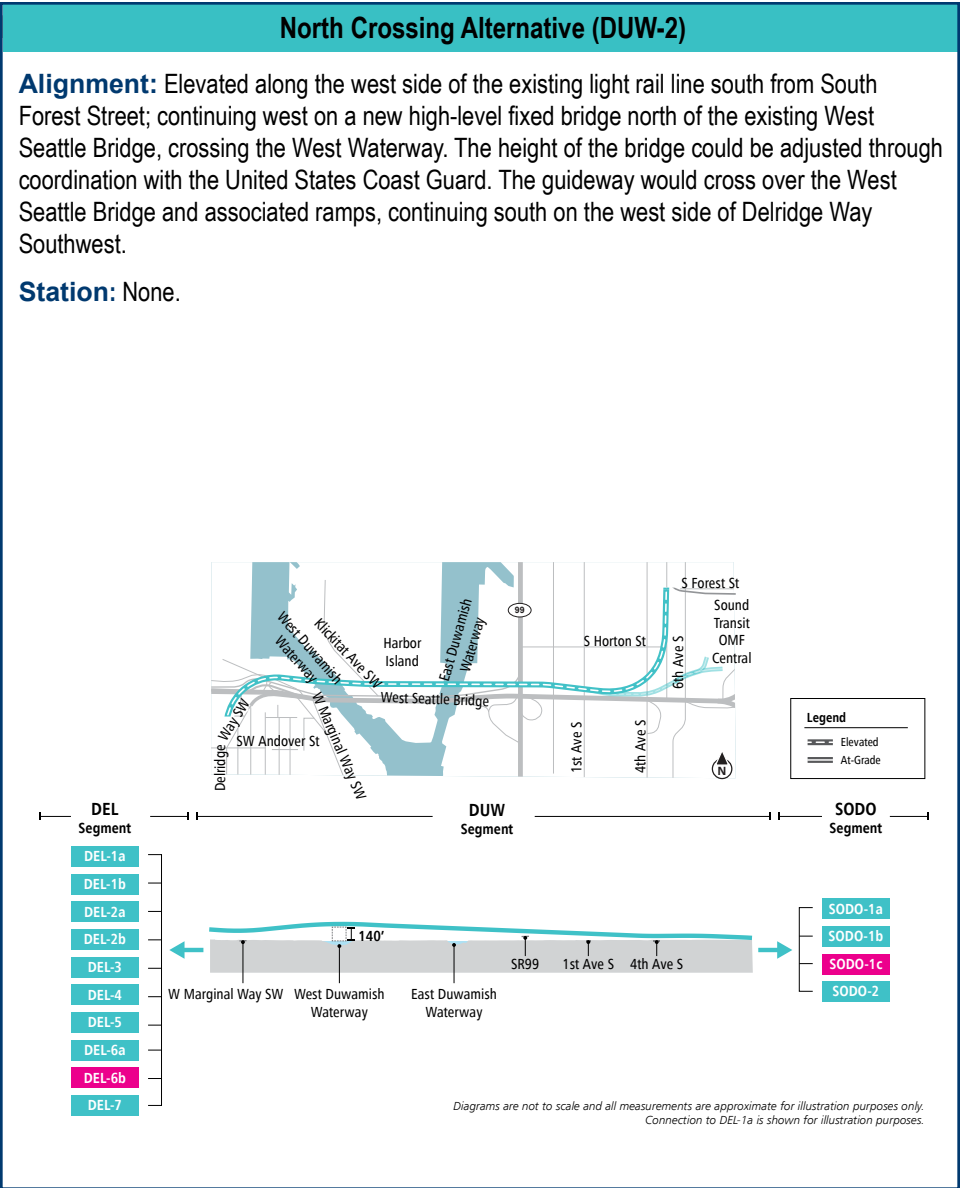 North Crossing Alternative (DUW-2)
Alignment: Elevated along the west side of the existing light rail line south from South
Forest Street; continuing west on a new high-level fixed bridge north of the existing West
Seattle Bridge, crossing the West Waterway. The height of the bridge could be adjusted through
coordination with the United States Coast Guard. The guideway would cross over the West
Seattle Bridge and associated ramps, continuing south on the west side of Delridge Way
Southwest.
Station: None.
S Forest St
Sound
Transit
OMF
Central
99
S Horton St
6th Ave S
Harbor
Island
Klickitat Ave SW
West Duwamish
Waterway
East Duwamish
Waterway
West Seattle Bridge
Delridge Way SW
SW Andover St
W Marginal Way SW
1st Ave S
4th Ave S
N
Legend
Elevated
At-Grade
DEL
Segment
DUW
Segment
SODO
Segment
DEL-1a
DEL-1b
DEL-2a
DEL-2b
DEL-3
DEL-4
DEL-5
DEL-6a
DEL-6b
DEL-7
140'
SR99
1st Ave S
4th Ave S
W Marginal Way SW
West Duwamish
Waterway
East Duwamish
Waterway
SODO-1a
SODO-1b
SODO-1c
SODO-2
Diagrams are not to scale and all measurements are approximate for illustration purposes only.
Connection to DEL-1a is shown for illustration purposes.